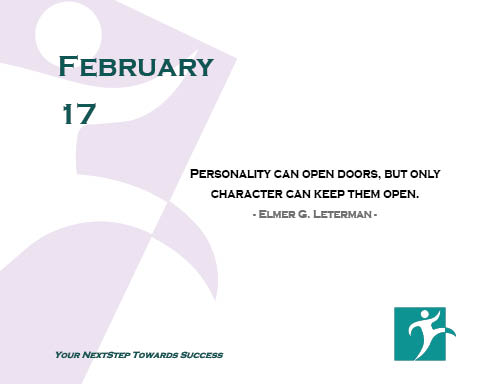 FEBRUARY
17
PERSONALITY CAN OPEN DOORS, BUT ONLY
CHARACTER CAN KEEP THEM OPEN.
- ELMER G. LETERMAN -
YOUR NEXTSTEP TOWARDS SUCCESS